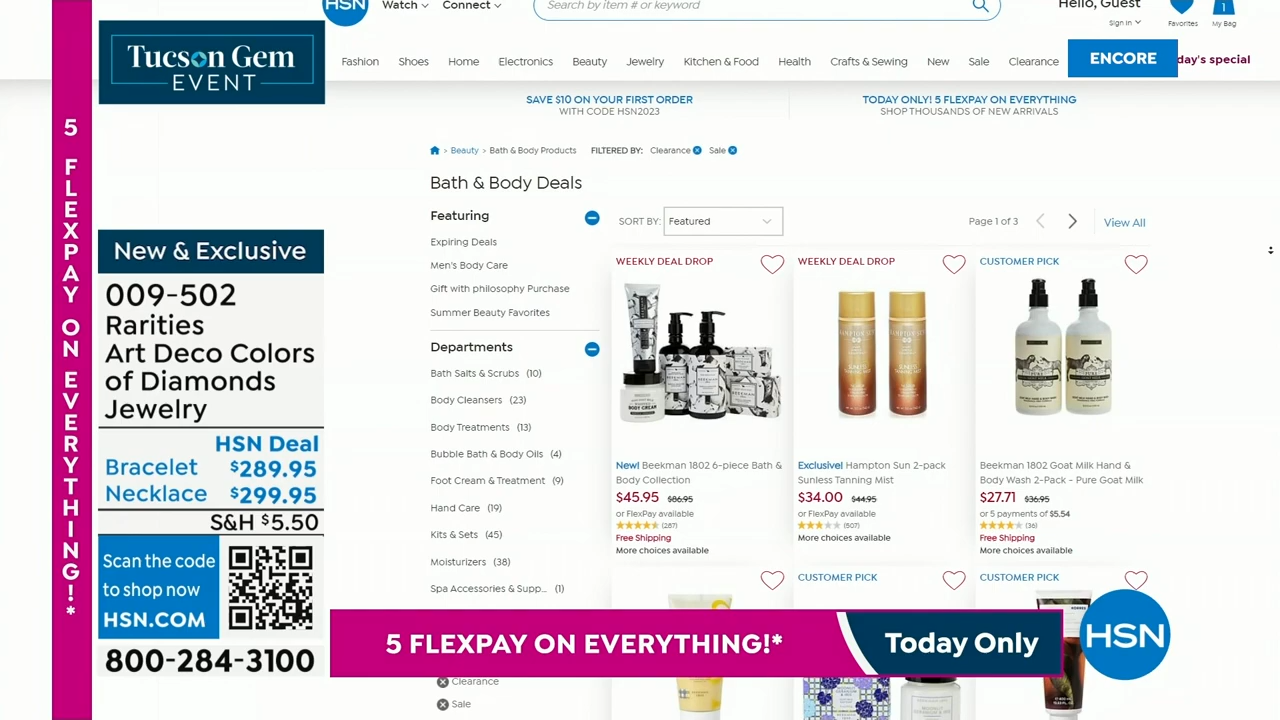 HSN
Watch
Connect
Search by item # or keyword
Hello, Guest
Sign In
Favorites
1
My Bag
Tucson Gem
EVENT
Fashion
Shoes
Home
Electronics
Beauty
Jewelry
Kitchen & Food
Health
Crafts & Sewing
New
Sale
Clearance
ENCORE
day's special
SAVE $10 ON YOUR FIRST ORDER
WITH CODE HSN2023
TODAY ONLY! 5 FLEXPAY ON EVERYTHING
SHOP THOUSANDS OF NEW ARRIVALS
5 FLEXPAY ON EVERYTHING!*
Beauty > Bath & Body Products
FILTERED BY: Clearance Sale
Bath & Body Deals
Featuring
Expiring Deals
Men's Body Care
Gift with philosophy Purchase
Summer Beauty Favorites
Departments
Bath Salts & Scrubs (10)
Body Cleansers (23)
Body Treatments (13)
Bubble Bath & Body Oils (4)
Foot Cream & Treatment (9)
Hand Care (19)
Kits & Sets (45)
Moisturizers (38)
Spa Accessories & Supp... (1)
Clearance
Sale
SORT BY: Featured
Page 1 of 3
View All
WEEKLY DEAL DROP
BODY CREAM
New! Beekman 1802 6-piece Bath &
Body Collection
$45.95 $86.95
or FlexPay available
(287)
Free Shipping
More choices available
WEEKLY DEAL DROP
Exclusive! Hampton Sun 2-pack
Sunless Tanning Mist
$34.00 $44.95
or FlexPay available
(507)
More choices available
CUSTOMER PICK
Beekman 1802 Goat Milk Hand &
Body Wash 2-Pack - Pure Goat Milk
$27.71 $36.95
or 5 payments of $5.54
(36)
Free Shipping
More choices available
CUSTOMER PICK
CUSTOMER PICK
KORRES
New & Exclusive
009-502
Rarities
Art Deco Colors
of Diamonds
Jewelry
HSN Deal
Bracelet $289.95
Necklace $299.95
S&H $5.50
Scan the code
to shop now
HSN.COM
800-284-3100
5 FLEXPAY ON EVERYTHING!*
Today Only
HSN